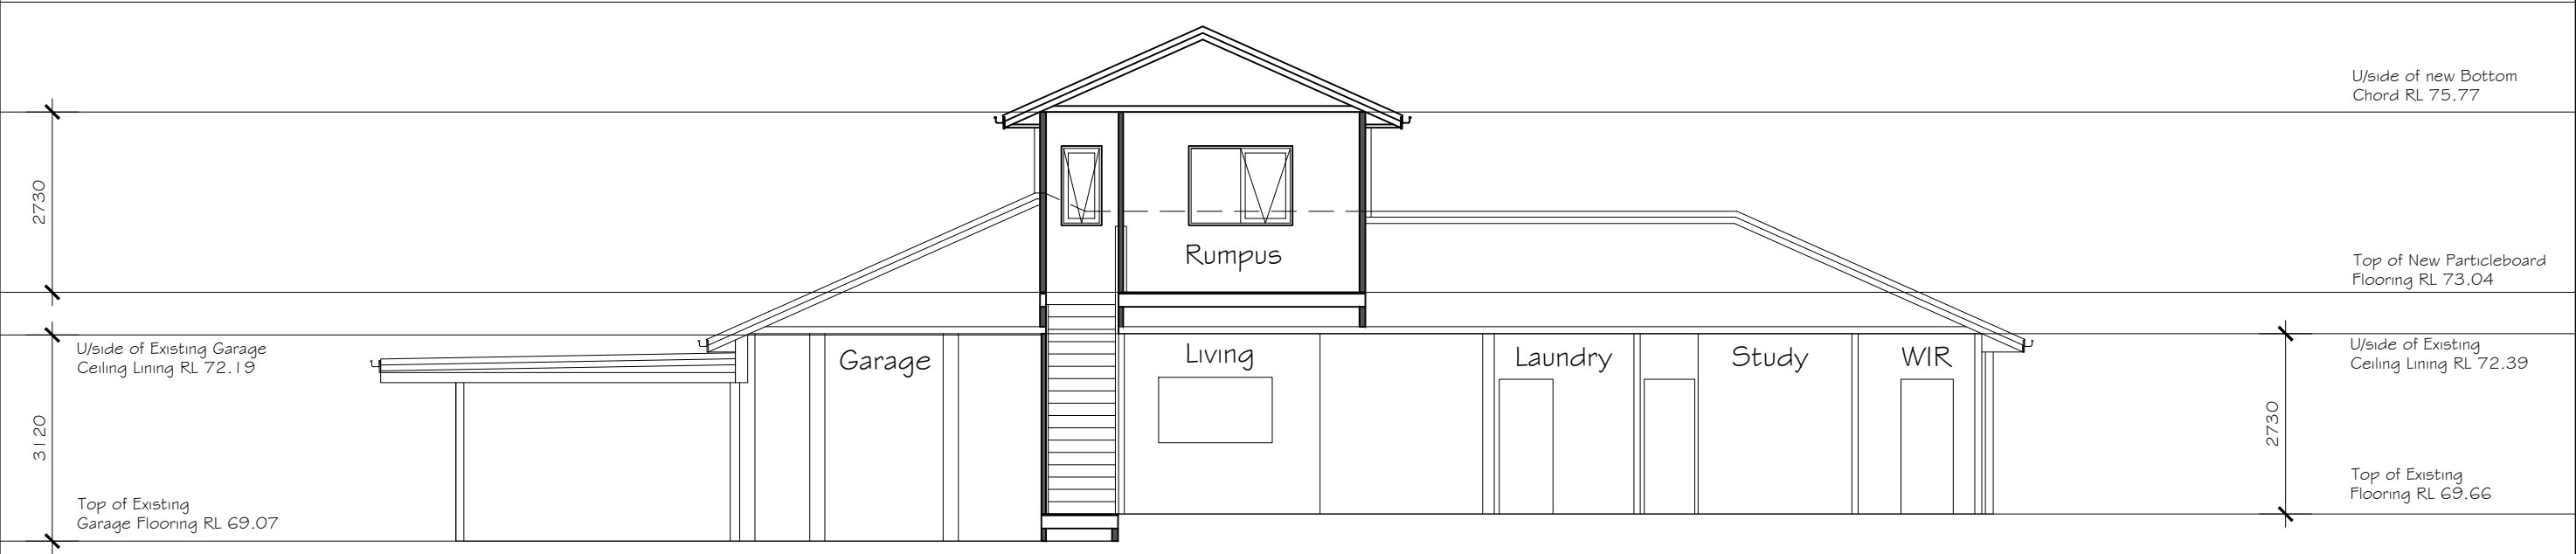 U/side of new Bottom
Chord RL 75.77
2730
Rumpus
Top of New Particleboard
Flooring RL 73.04
U/side of Existing Garage
Ceiling Lining RL 72.19
Garage
Living
Laundry
Study
WIR
U/side of Existing
Ceiling Lining RL 72.39
3120
2730
Top of Existing
Garage Flooring RL 69.07
Top of Existing
Flooring RL 69.66